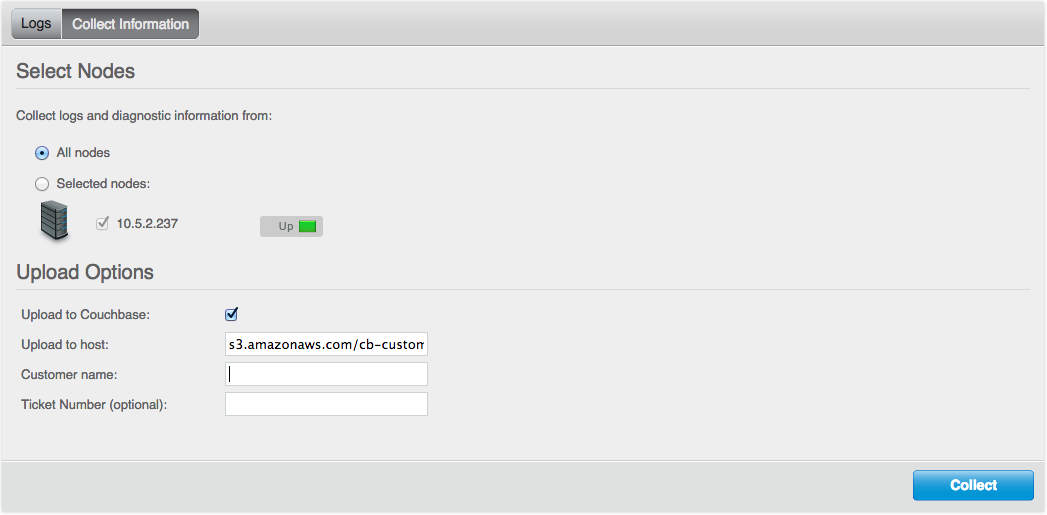 Logs Collect Information
Select Nodes
Collect logs and diagnostic information from:
All nodes
Selected nodes:
10.5.2.237 Up
Upload Options
Upload to Couchbase:
Upload to host: s3.amazonaws.com/cb-custom
Customer name:
Ticket Number (optional):
Collect